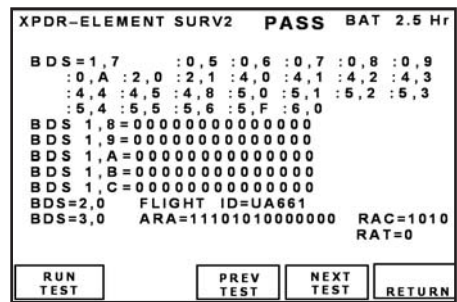 XPDR–ELEMENT SURV2 PASS BAT 2.5 Hr
BDS=1,7 :0,5 :0,6 :0,7 :0,8 :0,9
:0,A :2,0 :2,1 :4,0 :4,1 :4,2 :4,3
:4,4 :4,5 :4,8 :5,0 :5,1 :5,2 :5,3
:5,4 :5,5 :5,6 :5,F :6,0
BDS 1,8=00000000000000
BDS 1,9=00000000000000
BDS 1,A=00000000000000
BDS 1,B=00000000000000
BDS 1,C=00000000000000
BDS=2,0 FLIGHT ID=UA661
BDS=3,0 ARA=11101010000000 RAC=1010
RAT=0
RUN TEST
PREV TEST
NEXT TEST
RETURN